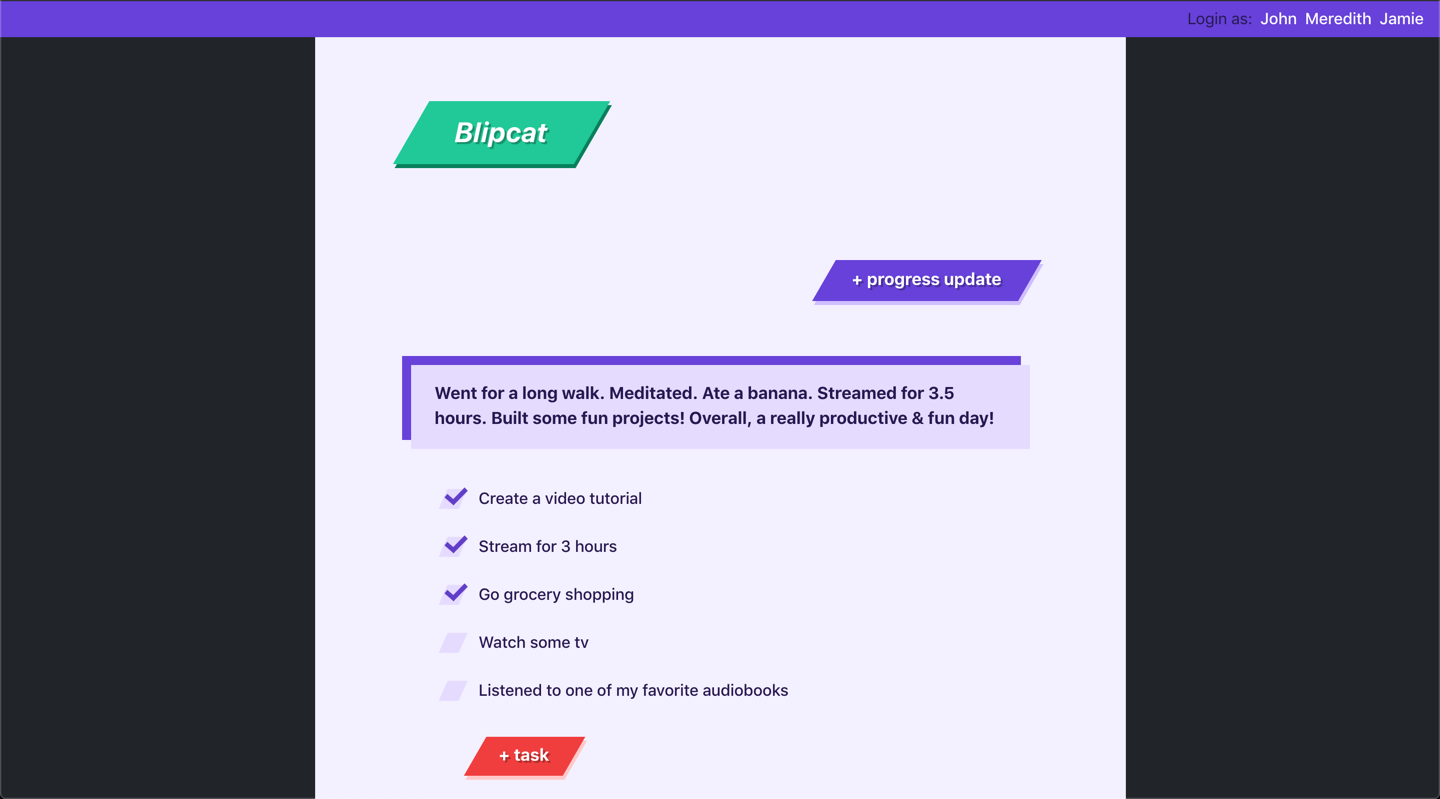 Login as: John Meredith Jamie
Blipcat
+ progress update
Went for a long walk. Meditated. Ate a banana. Streamed for 3.5
hours. Built some fun projects! Overall, a really productive & fun day!
Create a video tutorial
Stream for 3 hours
Go grocery shopping
Watch some tv
Listened to one of my favorite audiobooks
+ task